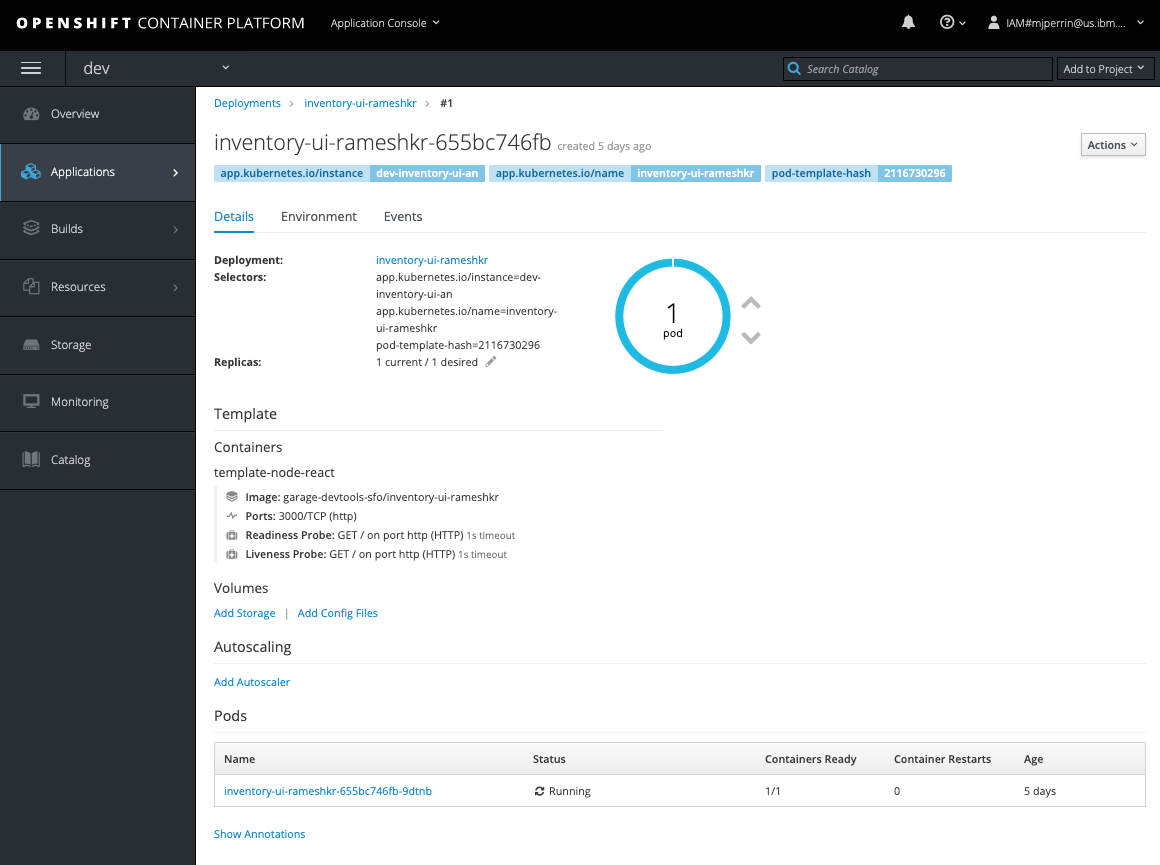 OPENSHIFT CONTAINER PLATFORM
Application Console
IAM#mjperrin@us.ibm....
dev
Search Catalog
Add to Project
Overview
Applications
Builds
Resources
Storage
Monitoring
Catalog
Deployments › inventory-ui-rameshkr › #1
inventory-ui-rameshkr-655bc746fb created 5 days ago
Actions
app.kubernetes.io/instance dev-inventory-ui-an app.kubernetes.io/name inventory-ui-rameshkr pod-template-hash 2116730296
Details Environment Events
Deployment: inventory-ui-rameshkr
Selectors: app.kubernetes.io/instance=dev-
inventory-ui-an
app.kubernetes.io/name=inventory-
ui-rameshkr
pod-template-hash=2116730296
Replicas: 1 current / 1 desired
1
pod
Template
Containers
template-node-react
Image: garage-devtools-sfo/inventory-ui-rameshkr
Ports: 3000/TCP (http)
Readiness Probe: GET / on port http (HTTP) 1s timeout
Liveness Probe: GET / on port http (HTTP) 1s timeout
Volumes
Add Storage | Add Config Files
Autoscaling
Add Autoscaler
Pods
Name Status Containers Ready Container Restarts Age
inventory-ui-rameshkr-655bc746fb-9dtnb Running 1/1 0 5 days
Show Annotations